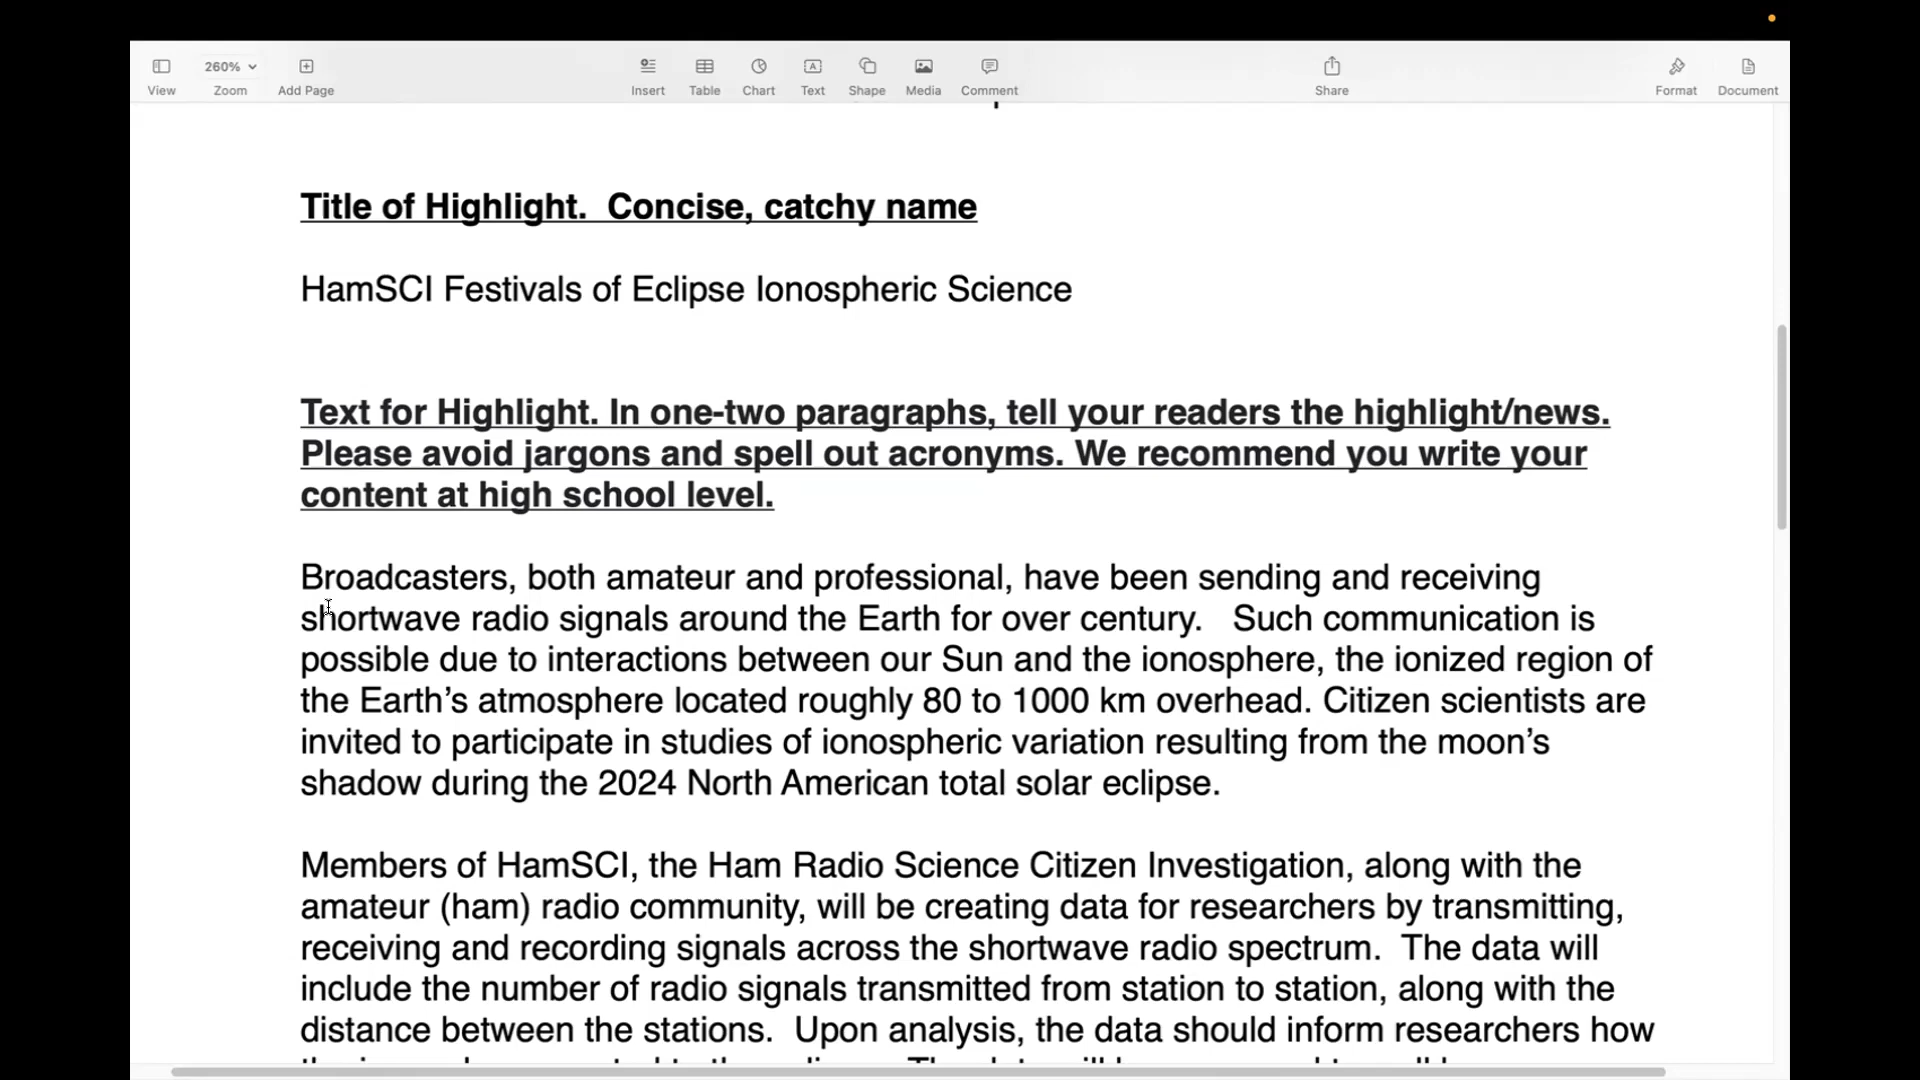 260%
View Zoom Add Page Insert Table Chart Text Shape Media Comment Share Format Document
Title of Highlight.  Concise, catchy name
HamSCI Festivals of Eclipse Ionospheric Science
Text for Highlight. In one-two paragraphs, tell your readers the highlight/news.
Please avoid jargons and spell out acronyms. We recommend you write your
content at high school level.
Broadcasters, both amateur and professional, have been sending and receiving
shortwave radio signals around the Earth for over century.   Such communication is
possible due to interactions between our Sun and the ionosphere, the ionized region of
the Earth’s atmosphere located roughly 80 to 1000 km overhead. Citizen scientists are
invited to participate in studies of ionospheric variation resulting from the moon’s
shadow during the 2024 North American total solar eclipse.
Members of HamSCI, the Ham Radio Science Citizen Investigation, along with the
amateur (ham) radio community, will be creating data for researchers by transmitting,
receiving and recording signals across the shortwave radio spectrum.  The data will
include the number of radio signals transmitted from station to station, along with the
distance between the stations.  Upon analysis, the data should inform researchers how